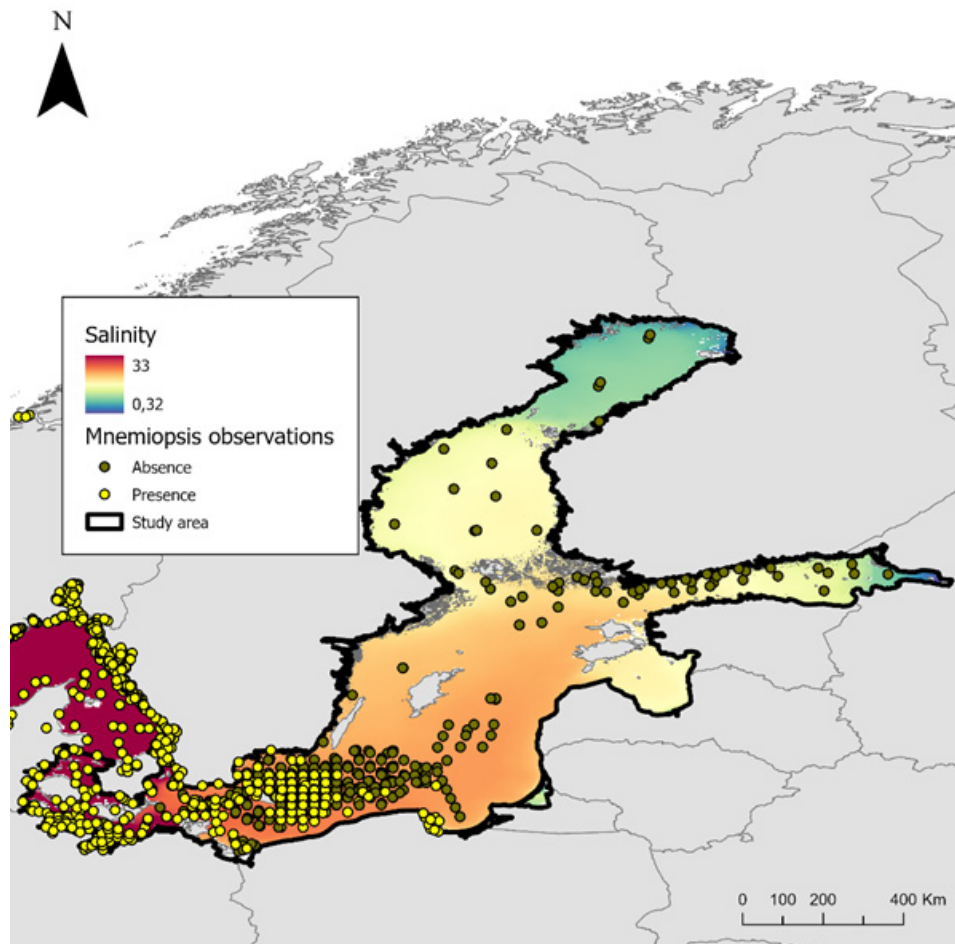 N
Salinity
33
0,32
Mnemiopsis observations
Absence
Presence
Study area
0 100 200 400 Km